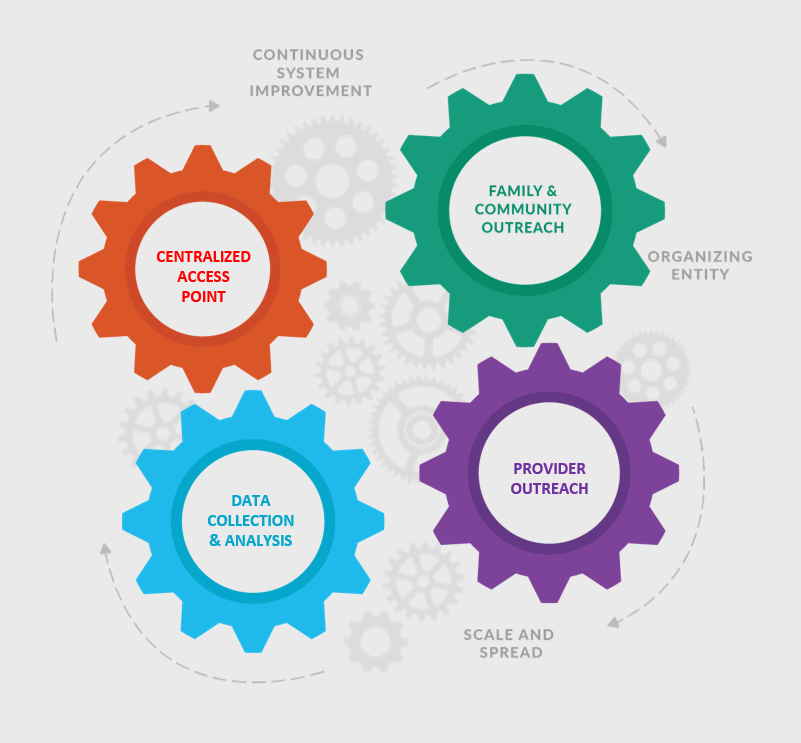 CONTINUOUS
SYSTEM
IMPROVEMENT
FAMILY &
COMMUNITY
OUTREACH
CENTRALIZED
ACCESS
POINT
ORGANIZING
ENTITY
PROVIDER
OUTREACH
DATA
COLLECTION
& ANALYSIS
SCALE AND
SPREAD